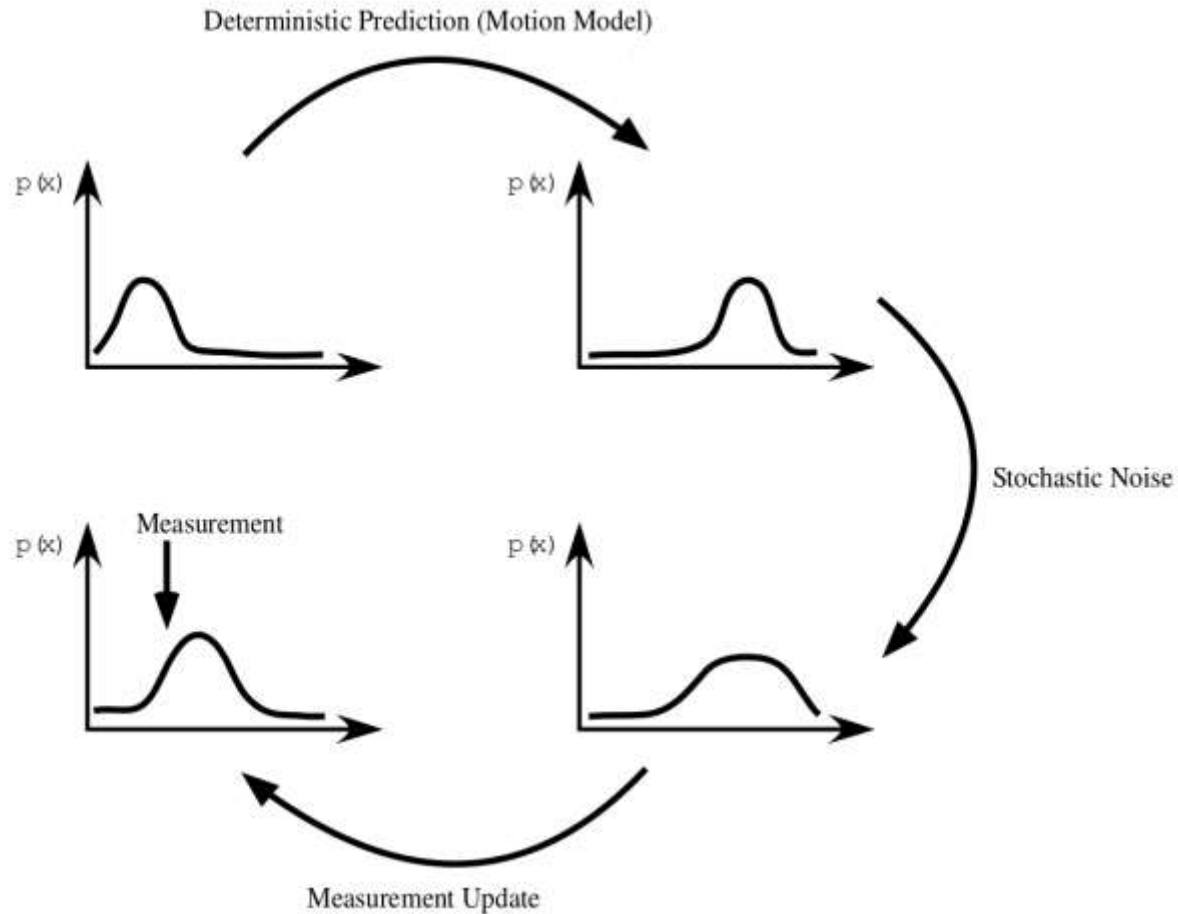 Deterministic Prediction (Motion Model)
p (x)
p (x)
Stochastic Noise
Measurement
p (x)
p (x)
Measurement Update